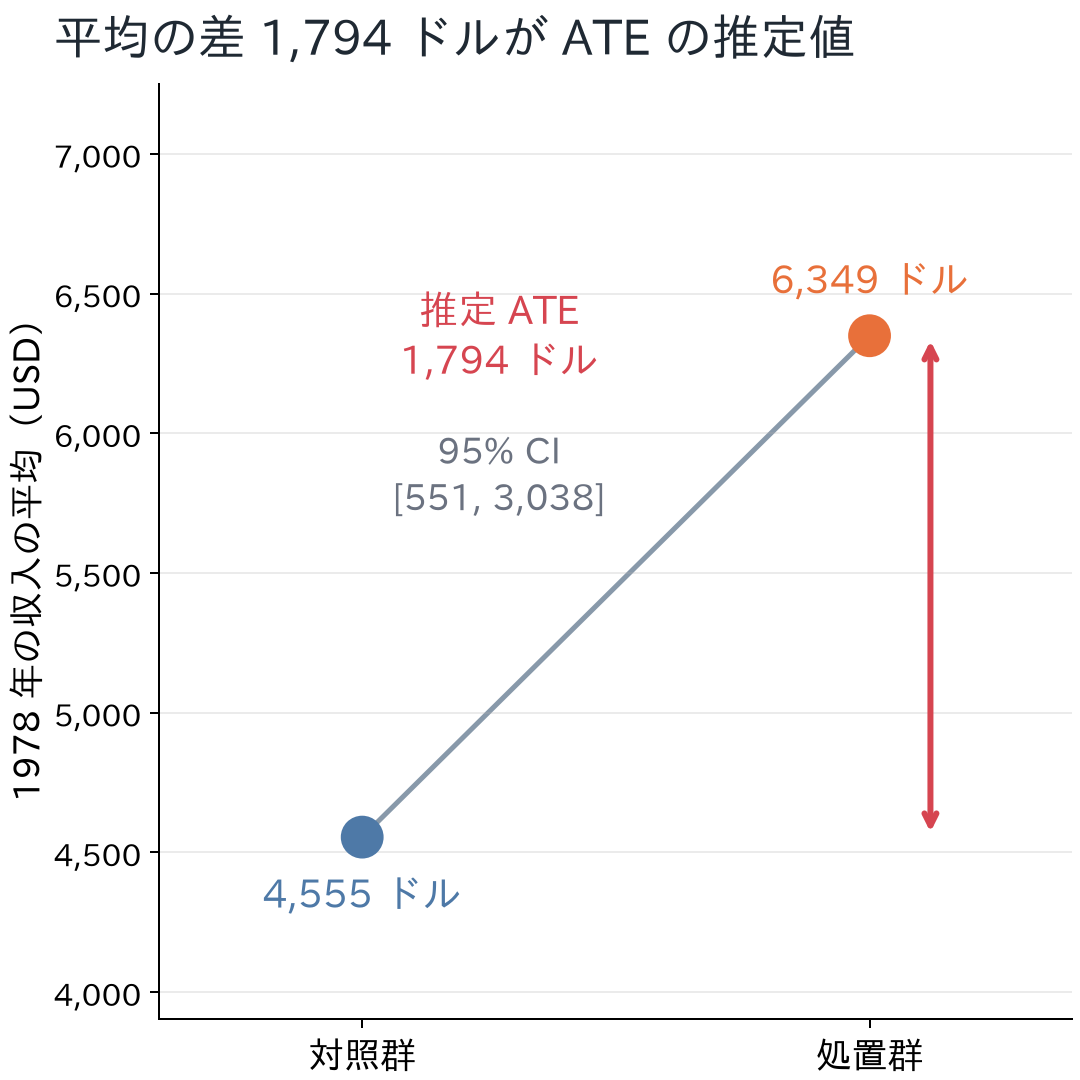 平均の差 1,794 ドルが ATE の推定値
1978 年の収入の平均（USD）
7,000
6,500
6,000
5,500
5,000
4,500
4,000
6,349 ドル
推定 ATE
1,794 ドル
95% CI
[551, 3,038]
4,555 ドル
対照群
処置群